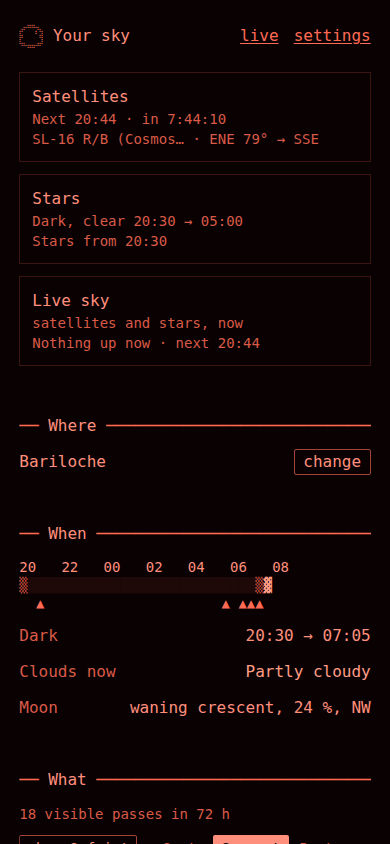 Your sky live settings
Satellites
Next 20:44 · in 7:44:10
SL-16 R/B (Cosmos… · ENE 79° → SSE
Stars
Dark, clear 20:30 → 05:00
Stars from 20:30
Live sky
satellites and stars, now
Nothing up now · next 20:44
Where
Bariloche change
When
20 22 00 02 04 06 08
Dark 20:30 → 07:05
Clouds now Partly cloudy
Moon waning crescent, 24 %, NW
What
18 visible passes in 72 h